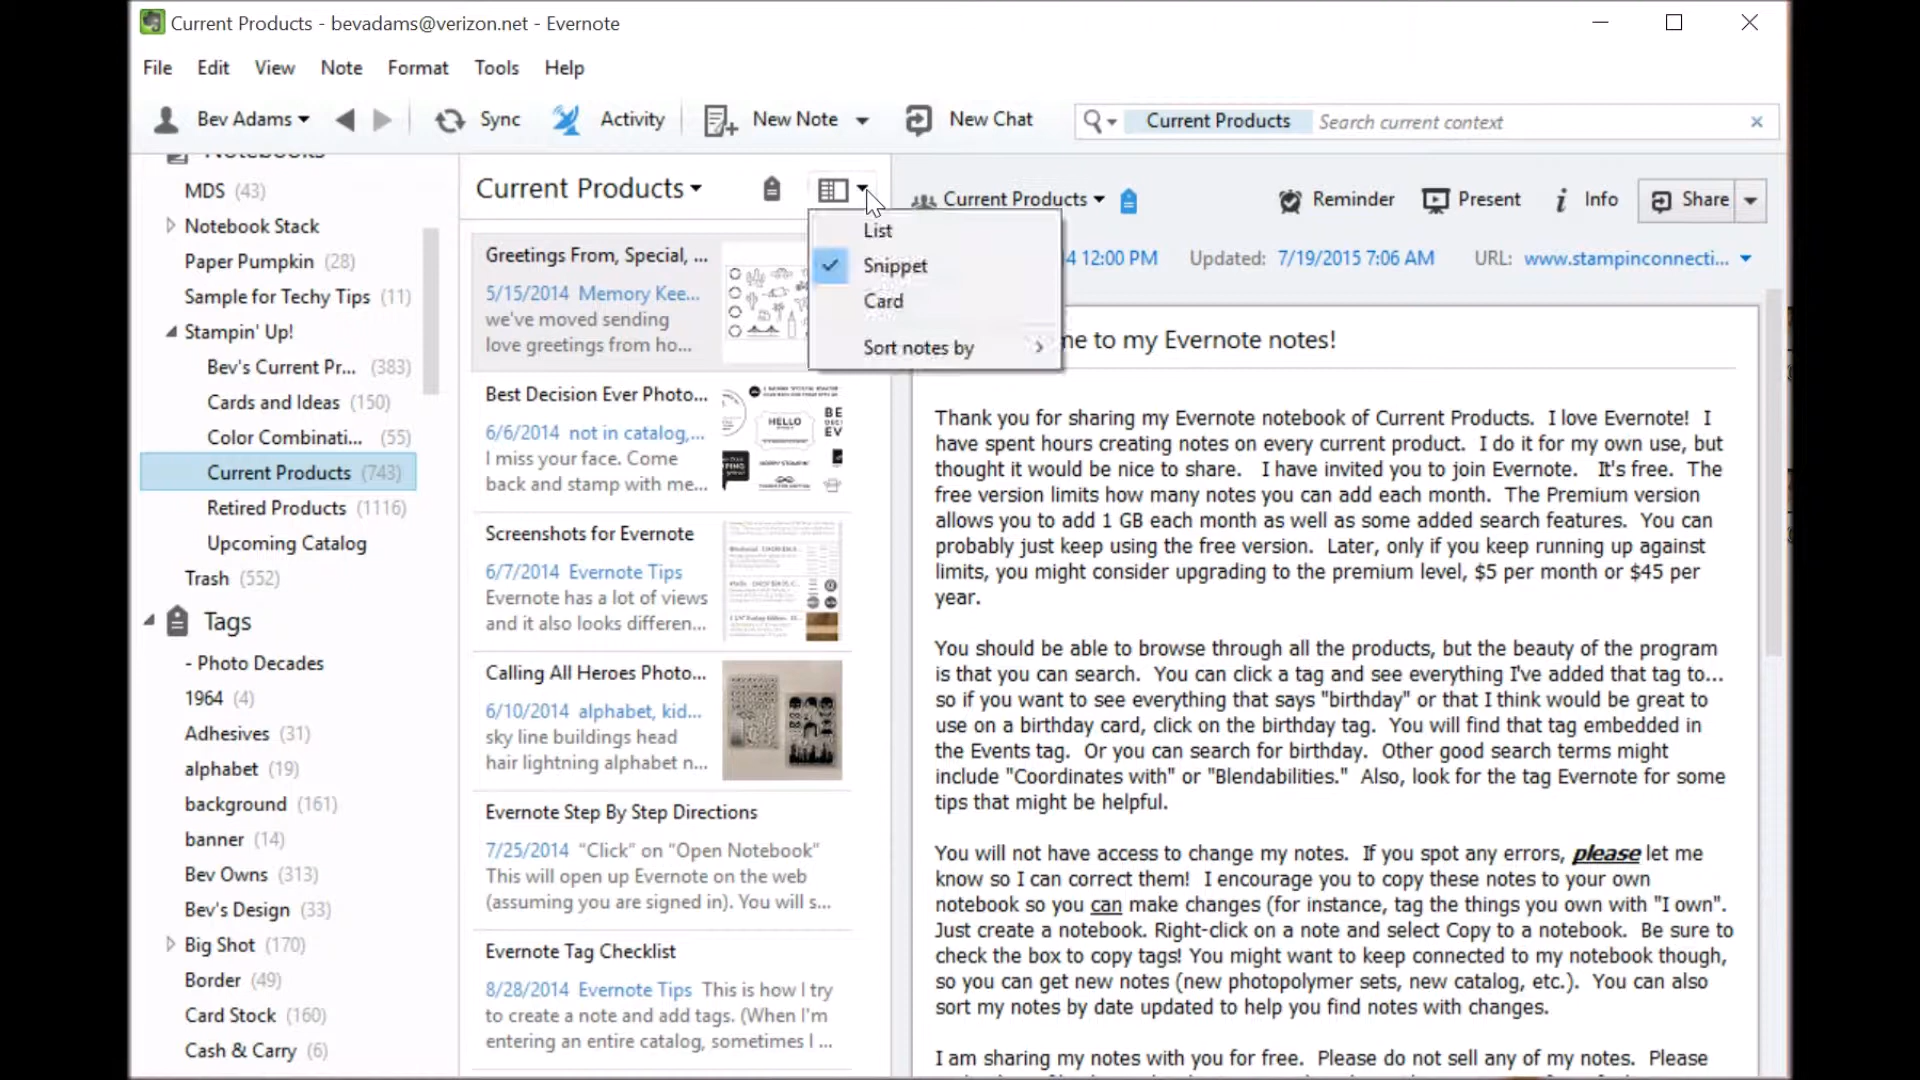 Current Products - bevadams@verizon.net - Evernote
File Edit View Note Format Tools Help
Bev Adams Sync Activity New Note New Chat Current Products Search current context
Notebooks
MDS (43)
Notebook Stack
Paper Pumpkin (28)
Sample for Techy Tips (11)
Stampin' Up!
Bev's Current Pr... (383)
Cards and Ideas (150)
Color Combinati... (55)
Current Products (743)
Retired Products (1116)
Upcoming Catalog
Trash (552)
Tags
- Photo Decades
1964 (4)
Adhesives (31)
alphabet (19)
background (161)
banner (14)
Bev Owns (313)
Bev's Design (33)
Big Shot (170)
Border (49)
Card Stock (160)
Cash & Carry (6)
Current Products
Greetings From, Special, ...
5/15/2014 Memory Kee...
we've moved sending
love greetings from ho...
Best Decision Ever Photo...
6/6/2014 not in catalog,...
I miss your face. Come
back and stamp with me...
HELLO
Screenshots for Evernote
6/7/2014 Evernote Tips
Evernote has a lot of views
and it also looks differen...
Calling All Heroes Photo...
6/10/2014 alphabet, kid...
sky line buildings head
hair lightning alphabet n...
Evernote Step By Step Directions
7/25/2014 "Click" on "Open Notebook"
This will open up Evernote on the web
(assuming you are signed in). You will s...
Evernote Tag Checklist
8/28/2014 Evernote Tips This is how I try
to create a note and add tags. (When I'm
entering an entire catalog, sometimes I ...
List
Snippet
Card
Sort notes by
Current Products Reminder Present Info Share
4 12:00 PM Updated: 7/19/2015 7:06 AM URL: www.stampinconnecti...
me to my Evernote notes!
Thank you for sharing my Evernote notebook of Current Products. I love Evernote! I
have spent hours creating notes on every current product. I do it for my own use, but
thought it would be nice to share. I have invited you to join Evernote. It's free. The
free version limits how many notes you can add each month. The Premium version
allows you to add 1 GB each month as well as some added search features. You can
probably just keep using the free version. Later, only if you keep running up against
limits, you might consider upgrading to the premium level, $5 per month or $45 per
year.
You should be able to browse through all the products, but the beauty of the program
is that you can search. You can click a tag and see everything I've added that tag to...
so if you want to see everything that says "birthday" or that I think would be great to
use on a birthday card, click on the birthday tag. You will find that tag embedded in
the Events tag. Or you can search for birthday. Other good search terms might
include "Coordinates with" or "Blendabilities." Also, look for the tag Evernote for some
tips that might be helpful.
You will not have access to change my notes. If you spot any errors, please let me
know so I can correct them! I encourage you to copy these notes to your own
notebook so you can make changes (for instance, tag the things you own with "I own".
Just create a notebook. Right-click on a note and select Copy to a notebook. Be sure to
check the box to copy tags! You might want to keep connected to my notebook though,
so you can get new notes (new photopolymer sets, new catalog, etc.). You can also
sort my notes by date updated to help you find notes with changes.
I am sharing my notes with you for free. Please do not sell any of my notes. Please